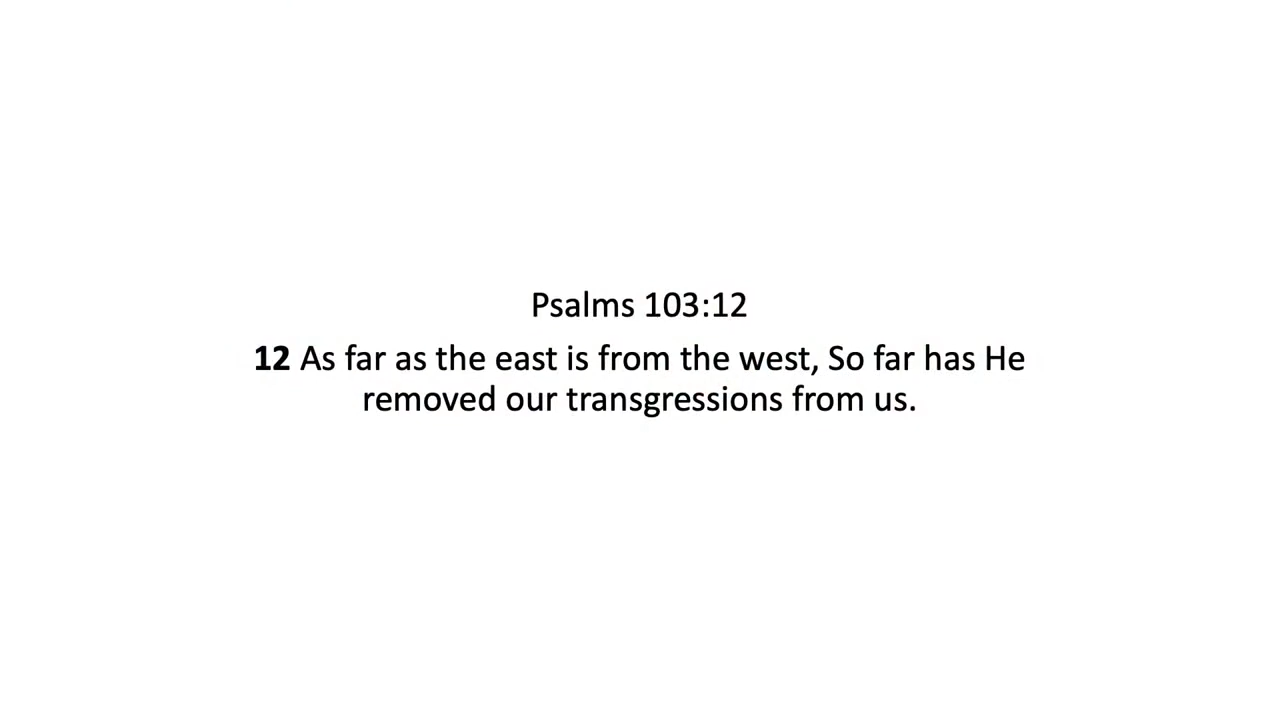 Psalms 103:12
12 As far as the east is from the west, So far has He
removed our transgressions from us.